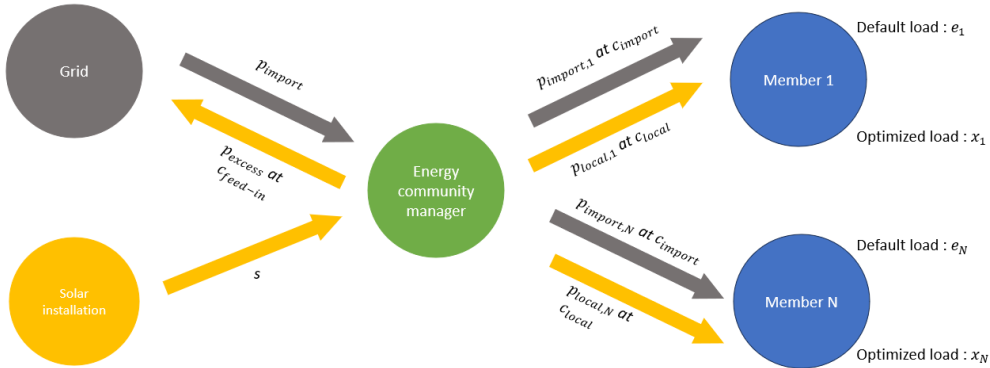 Grid
p_import
p_excess at
c_feed−in
Solar
installation
s
Energy
community
manager
p_import,1 at c_import
p_local,1 at c_local
Default load : e_1
Member 1
Optimized load : x_1
p_import,N at c_import
p_local,N at
c_local
Default load : e_N
Member N
Optimized load : x_N